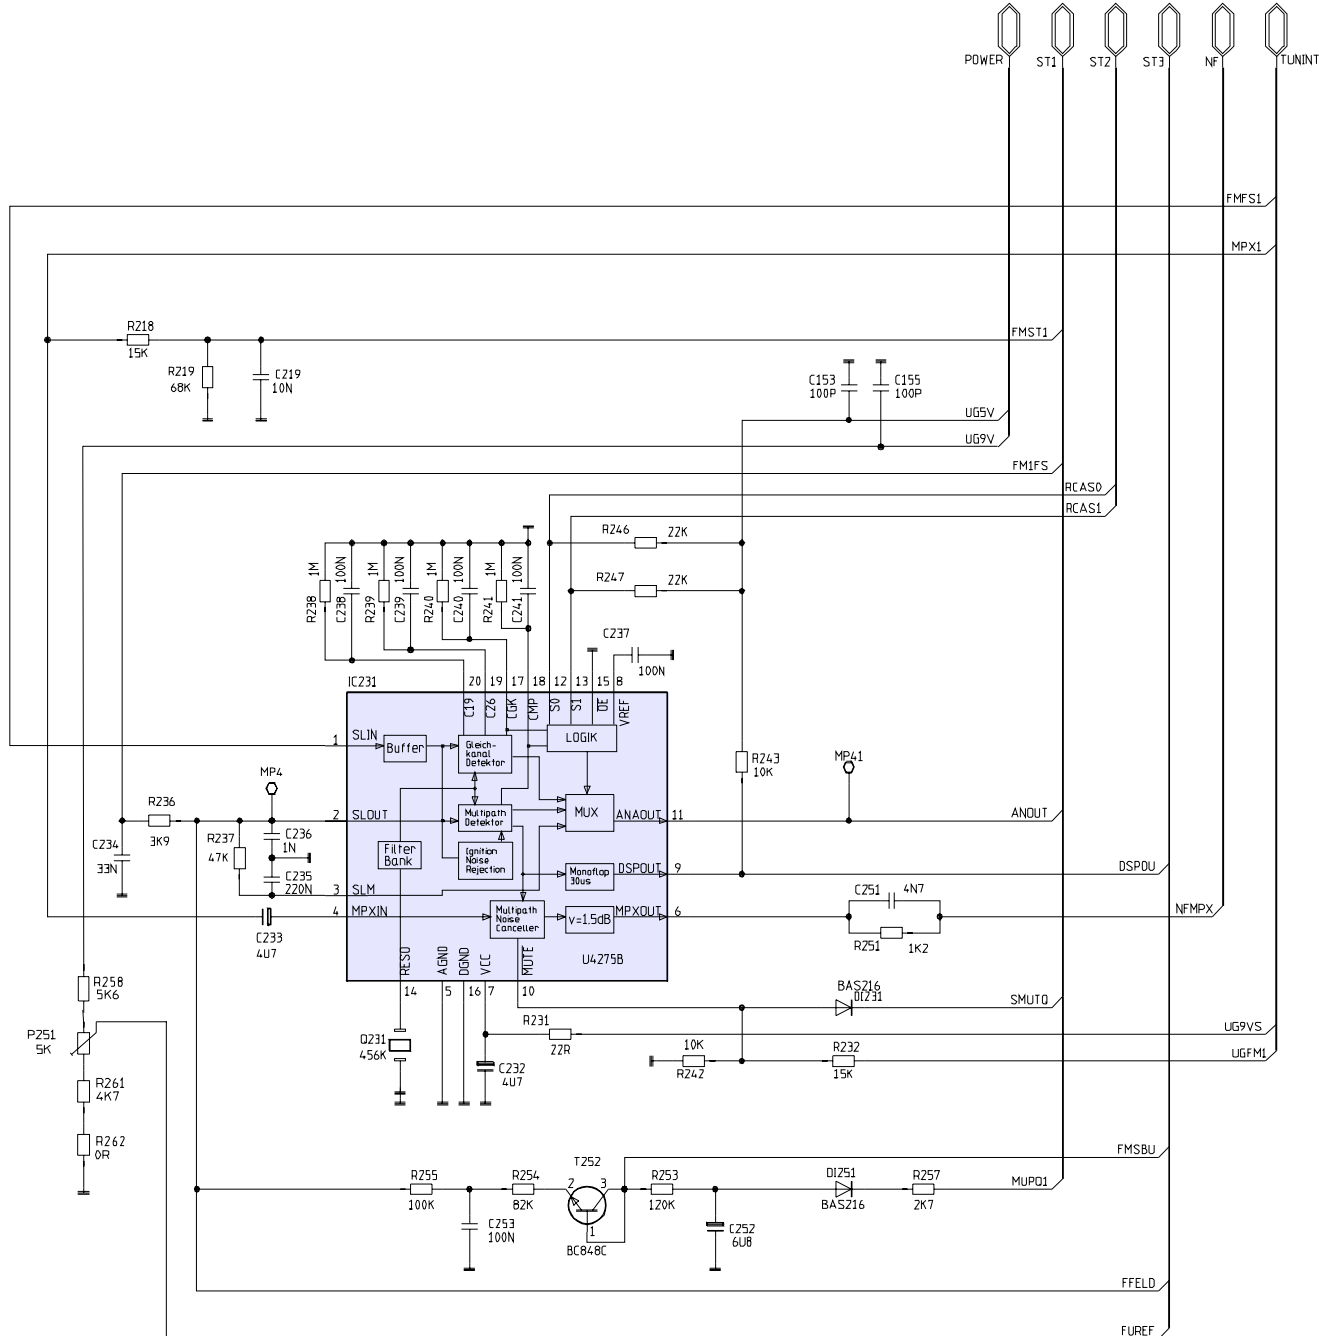 POWER
ST1
ST2
ST3
NF
TUNINT
FMFS1
MPX1
R218
15K
FMST1
R219
68K
C219
10N
C153
100P
C155
100P
UG5V
UG9V
FM1FS
RCAS0
RCAS1
R246
22K
R247
22K
R238
1M
C238
100N
R239
1M
C239
100N
R240
1M
C240
100N
R241
1M
C241
100N
C237
100N
IC231
20
19
17
18
12
13
15
8
C19
C26
CGK
CMP
S0
S1
OE
VREF
LOGIK
1
SLIN
Buffer
Gleich-
kanal
Detektor
R243
10K
MP41
MP4
R236
3K9
2
SLOUT
Multipath
Detektor
MUX
ANAOUT
11
ANOUT
C234
33N
R237
47K
C236
1N
C235
220N
Filter
Bank
Ignition
Noise
Rejection
Monoflop
30us
DSPOUT
9
DSPOU
3
SLM
4
MPXIN
C233
4U7
Multipath
Noise
Canceller
v=1.5dB
MPXOUT
6
C251
4N7
R251
1K2
NFMPX
RESO
AGND
DGND
VCC
MUTE
U4275B
14
5
16
7
10
R258
5K6
P251
5K
R261
4K7
R262
0R
Q231
456K
C232
4U7
R231
22R
BAS216
DI231
SMUTQ
UG9VS
10K
R242
R232
15K
UGFM1
FMSBU
R255
100K
C253
100N
R254
82K
T252
2
3
1
BC848C
R253
120K
C252
6U8
DI251
BAS216
R257
2K7
MUPQ1
FFELD
FUREF